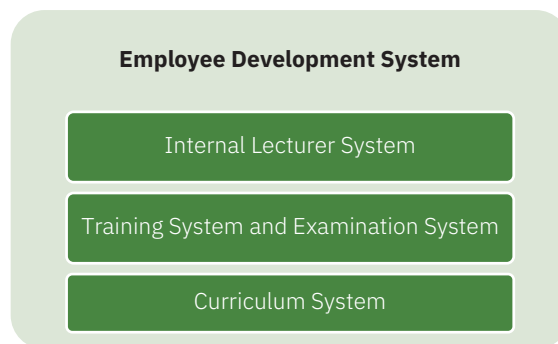 Employee Development System
Internal Lecturer System
Training System and Examination System
Curriculum System